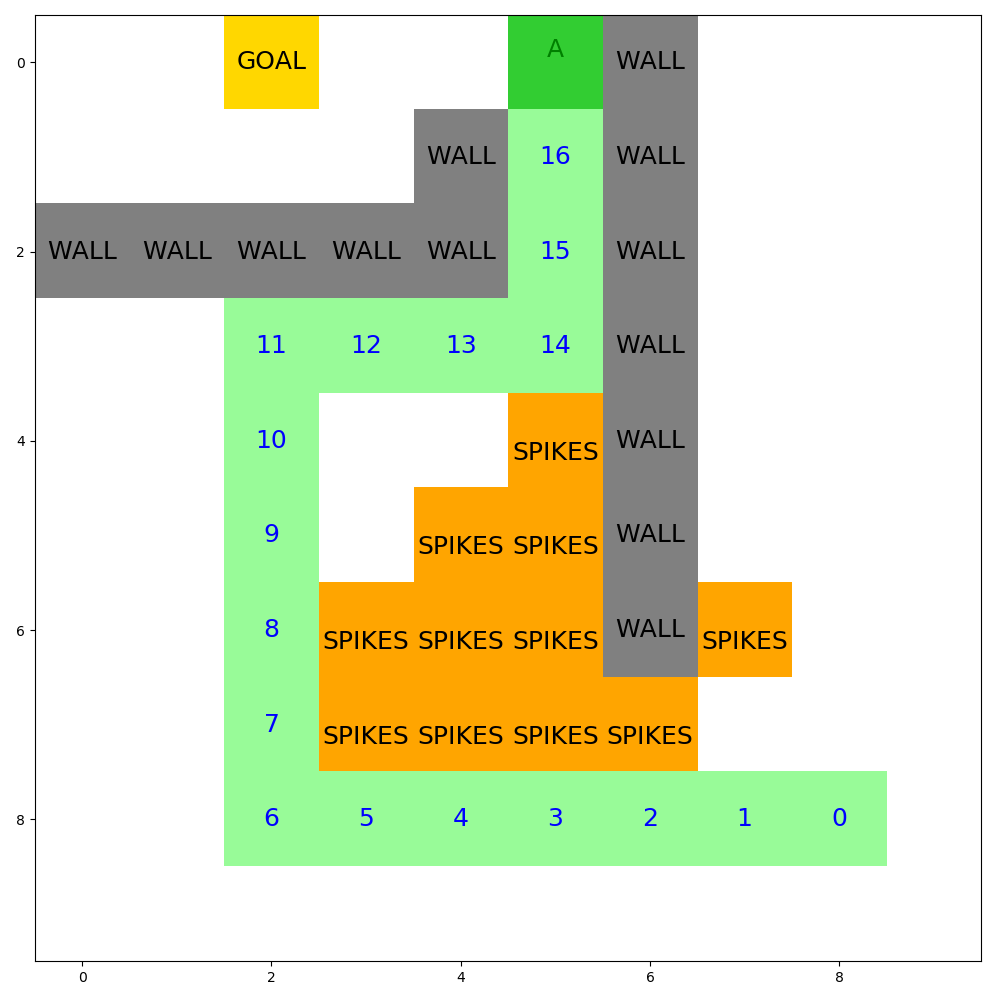 0 GOAL A WALL
WALL 16 WALL
2 WALL WALL WALL WALL WALL 15 WALL
11 12 13 14 WALL
4 10 SPIKES WALL
9 SPIKES SPIKES WALL
6 8 SPIKES SPIKES SPIKES WALL SPIKES
7 SPIKES SPIKES SPIKES SPIKES
8 6 5 4 3 2 1 0
0 2 4 6 8